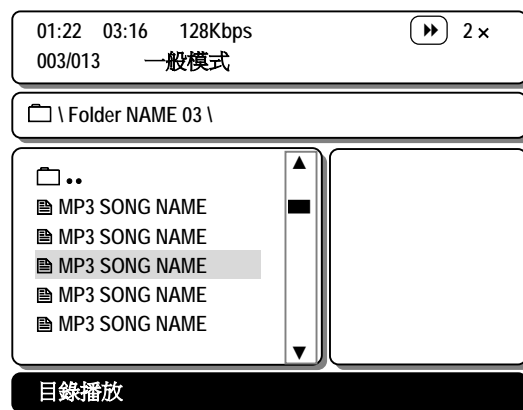 01:22 03:16 128Kbps 2 ×
003/013 一般模式
\ Folder NAME 03 \
..
MP3 SONG NAME
MP3 SONG NAME
MP3 SONG NAME
MP3 SONG NAME
MP3 SONG NAME
目錄播放